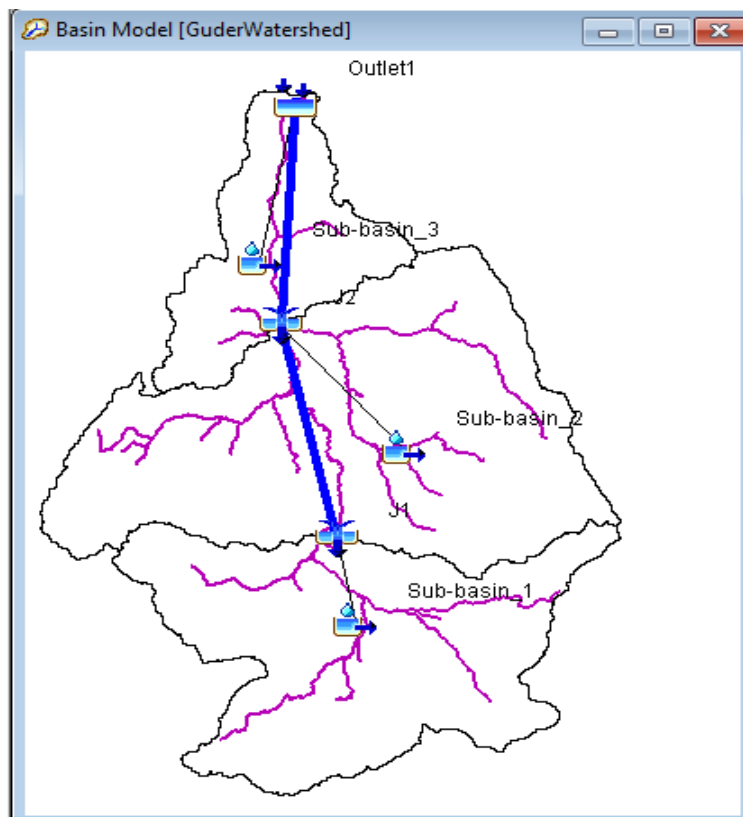 Basin Model [GuderWatershed]
Outlet1
Sub-basin_3
J2
Sub-basin_2
J1
Sub-basin_1